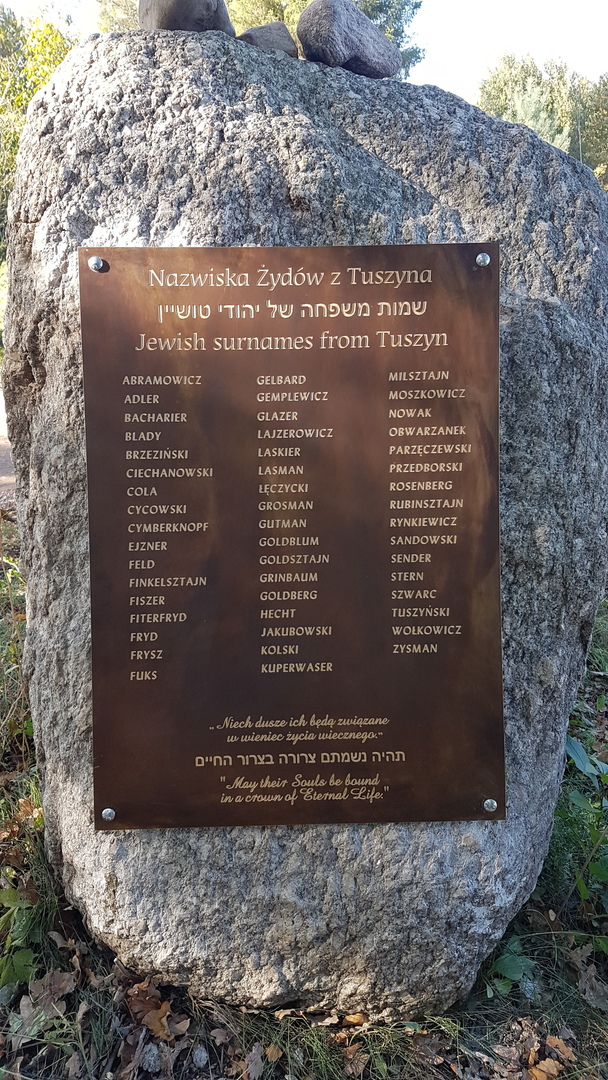 Nazwiska Żydów z Tuszyna
שמות משפחה של יהודי טושיין
Jewish surnames from Tuszyn
ABRAMOWICZ
ADLER
BACHARIER
BLADY
BRZEZIŃSKI
CIECHANOWSKI
COLA
CYCOWSKI
CYMBERKNOPF
EJZNER
FELD
FINKELSZTAJN
FISZER
FITERFRYD
FRYD
FRYSZ
FUKS
GELBARD
GEMPLEWICZ
GLAZER
LAJZEROWICZ
LASKIER
LASMAN
ŁĘCZYCKI
GROSMAN
GUTMAN
GOLDBLUM
GOLDSZTAJN
GRINBAUM
GOLDBERG
HECHT
JAKUBOWSKI
KOLSKI
KUPERWASER
MILSZTAJN
MOSZKOWICZ
NOWAK
OBWARZANEK
PARZĘCZEWSKI
PRZEDBORSKI
ROSENBERG
RUBINSZTAJN
RYNKIEWICZ
SANDOWSKI
SENDER
STERN
SZWARC
TUSZYŃSKI
WOŁKOWICZ
ZYSMAN
„Niech dusze ich będą związane
w wieniec życia wiecznego.”
תהיה נשמתם צרורה בצרור החיים
"May their Souls be bound
in a crown of Eternal Life."